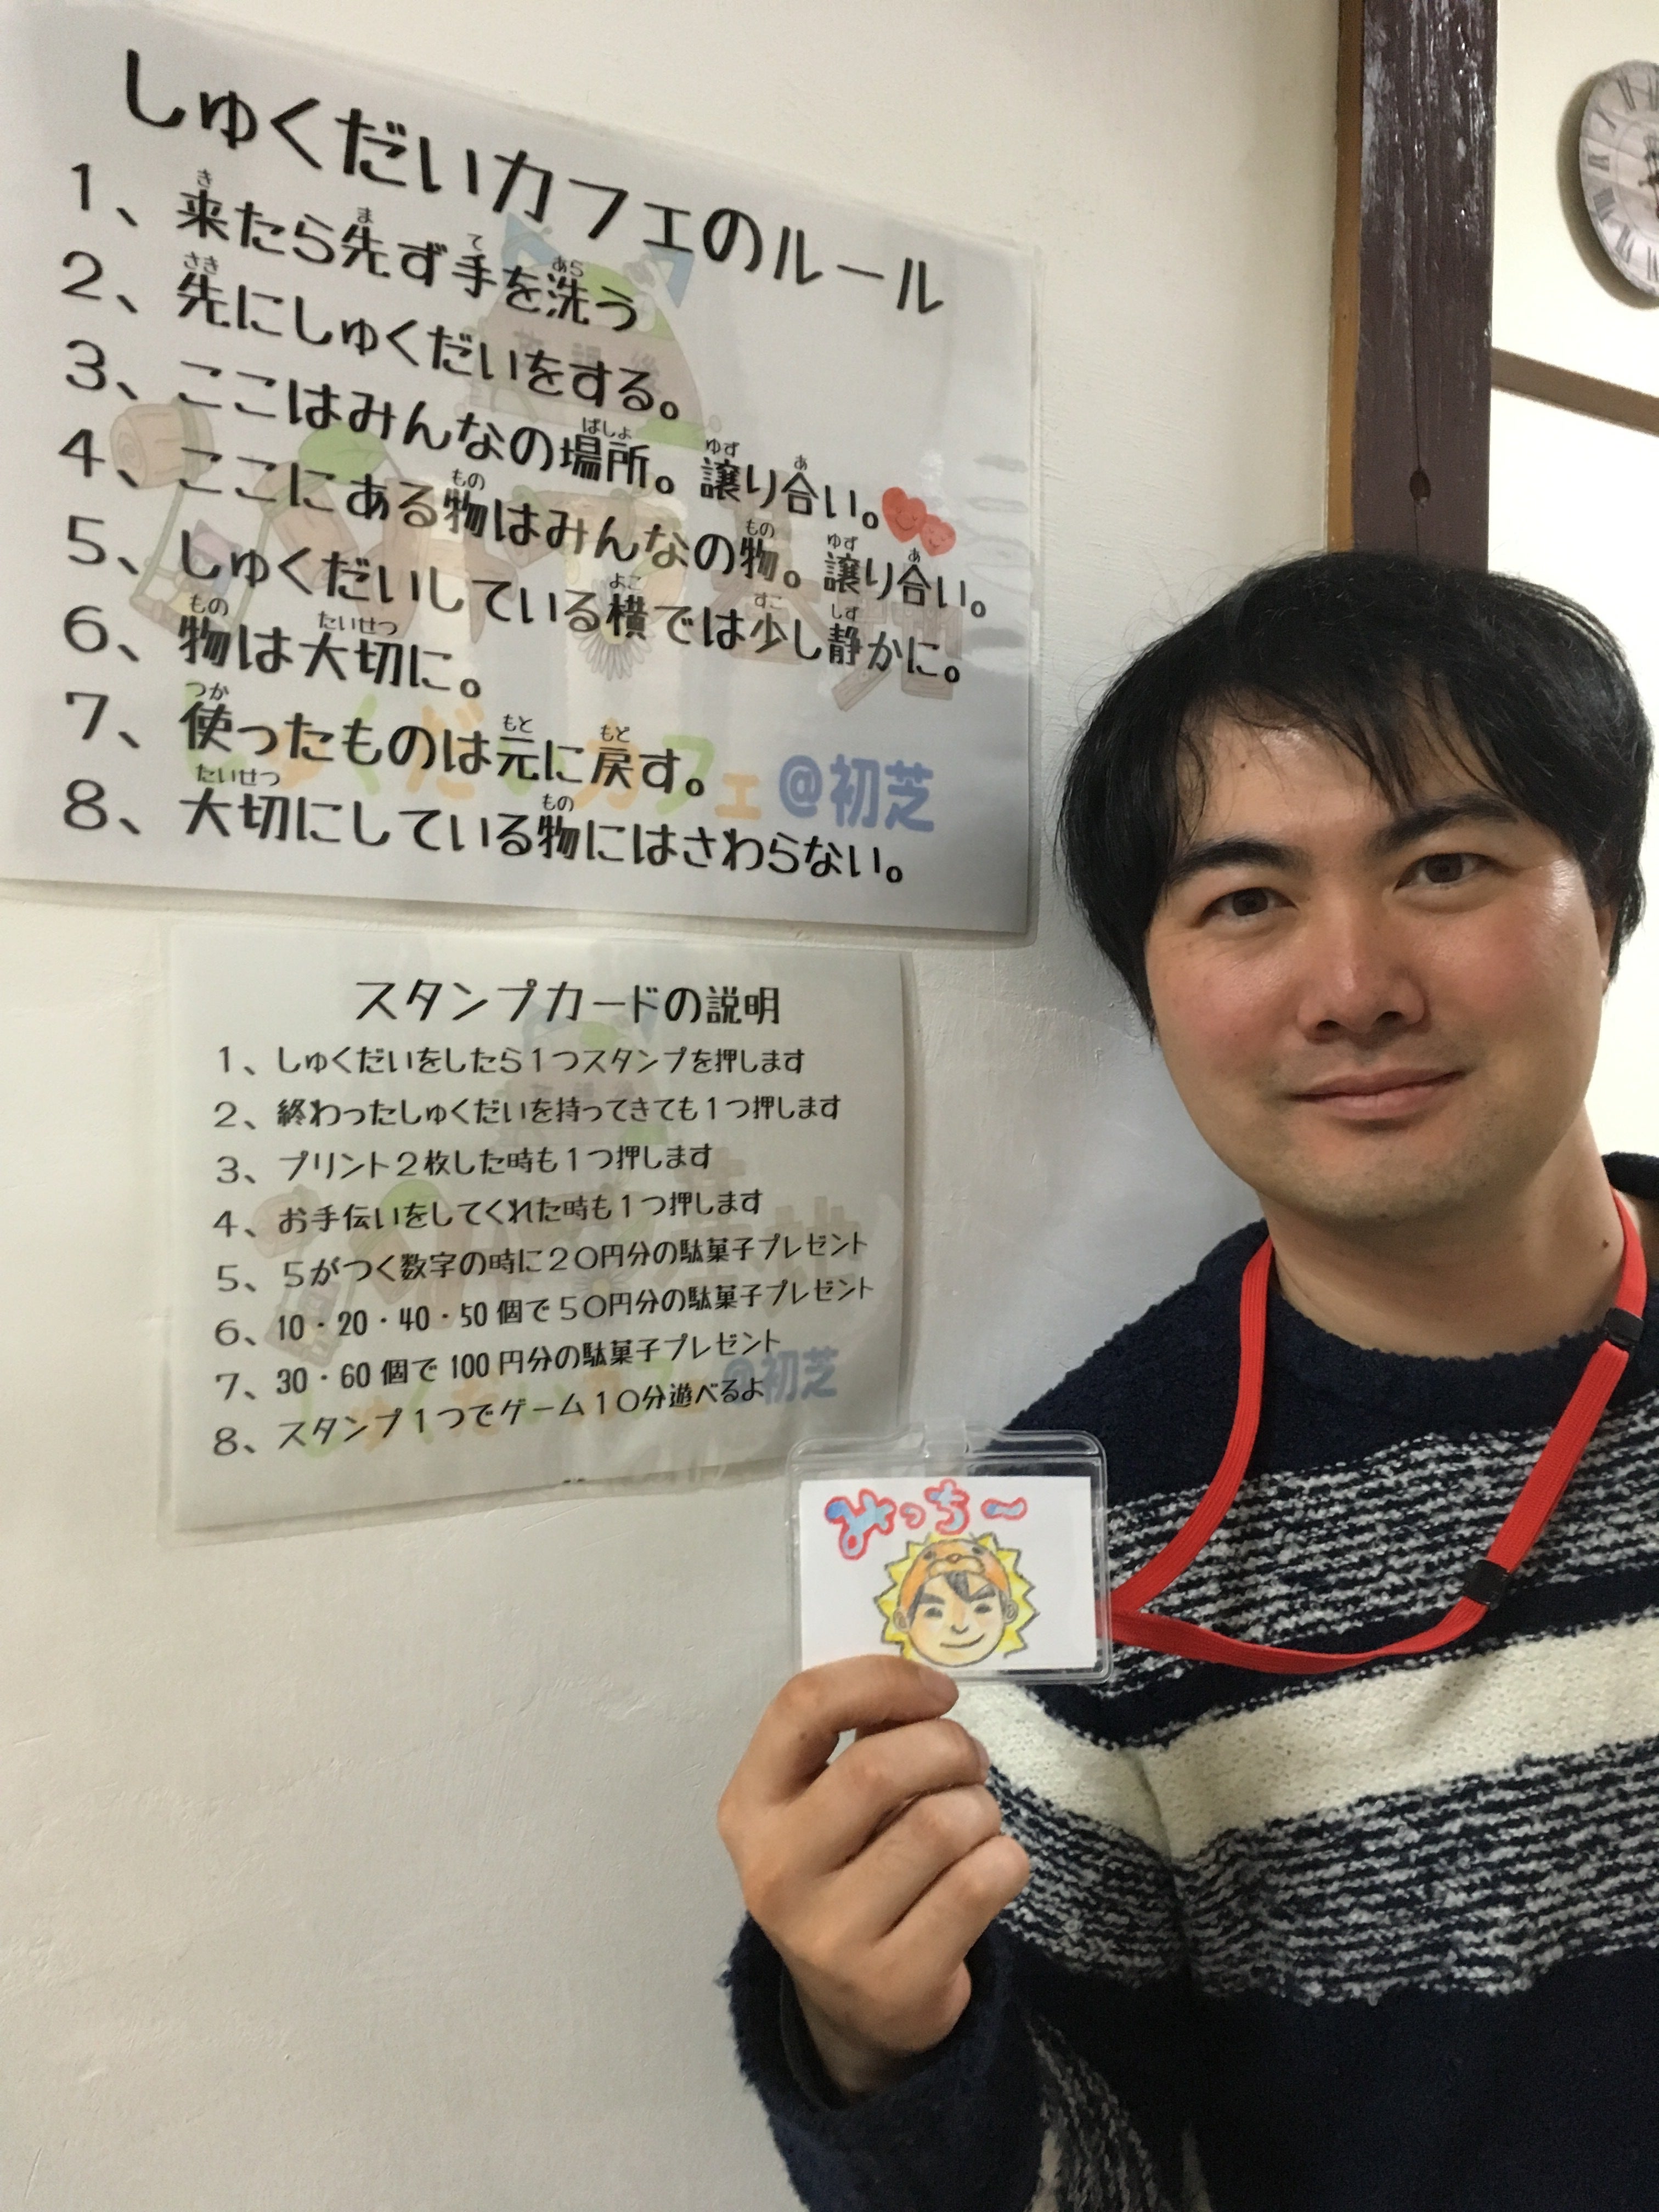 しゅくだいカフェのルール
1、来たら先ず手を洗う
2、先にしゅくだいをする。
3、ここはみんなの場所。譲り合い。
4、ここにある物はみんなの物。譲り合い。
5、しゅくだいしている横では少し静かに。
6、物は大切に。
7、使ったものは元に戻す。
8、大切にしている物にはさわらない。
しゅくだいカフェ@初芝
スタンプカードの説明
1、しゅくだいをしたら1つスタンプを押します
2、終わったしゅくだいを持ってきても1つ押します
3、プリント2枚した時も1つ押します
4、お手伝いをしてくれた時も1つ押します
5、5がつく数字の時に20円分の駄菓子プレゼント
6、10・20・40・50個で50円分の駄菓子プレゼント
7、30・60個で100円分の駄菓子プレゼント
8、スタンプ1つでゲーム10分遊べるよ
@初芝
みっちー